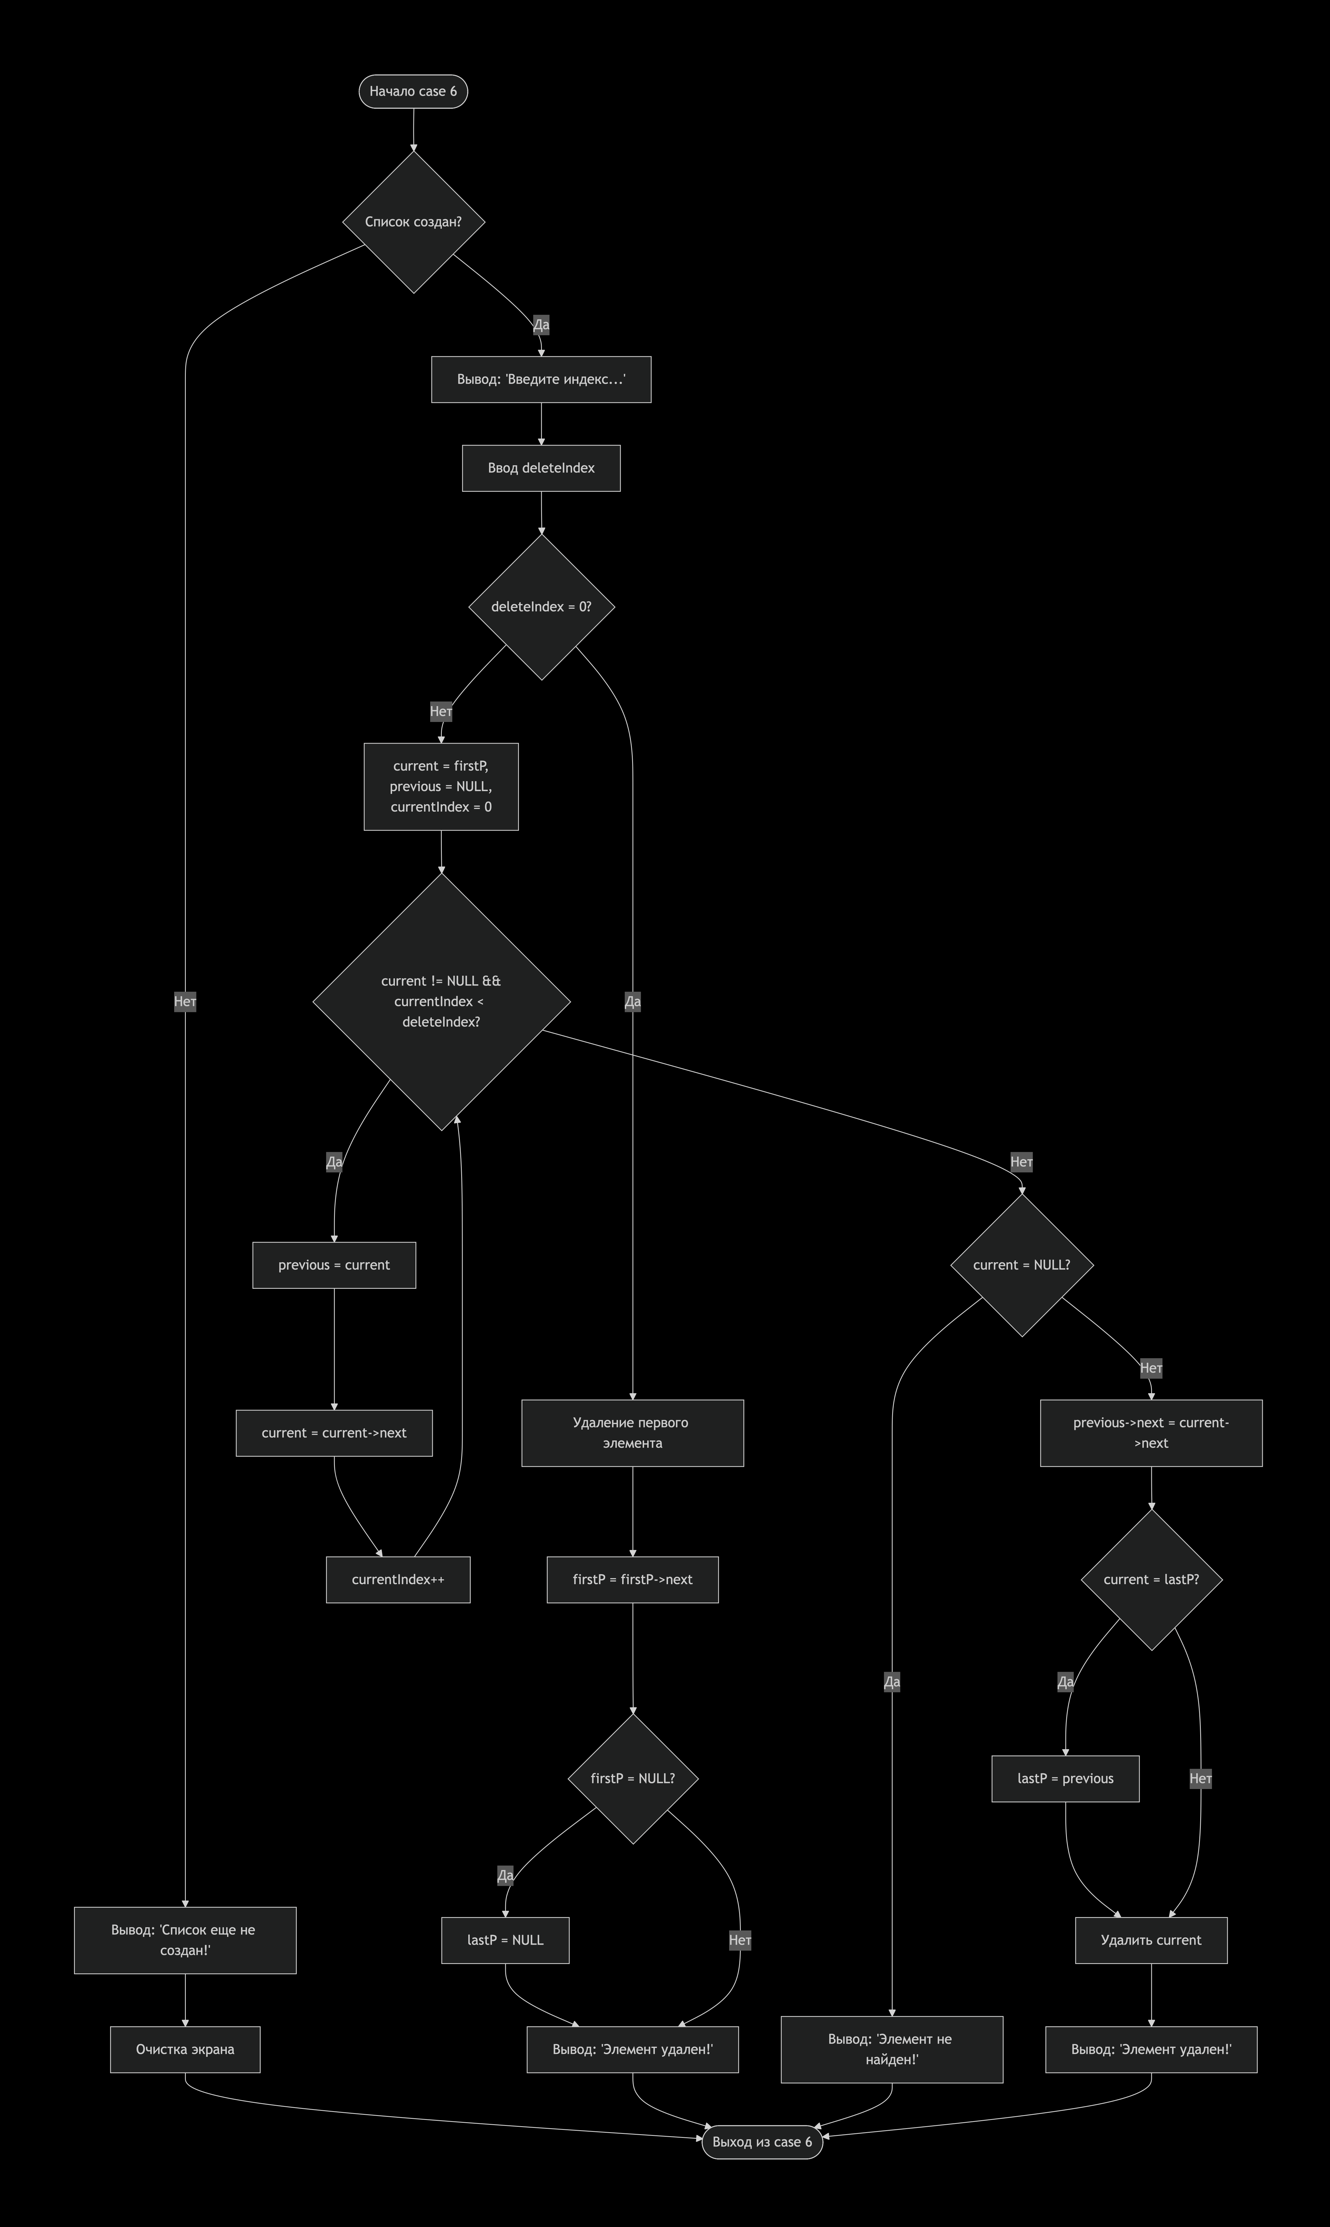 Начало case 6
Список создан?
Да
Вывод: 'Введите индекс...'
Ввод deleteIndex
deleteIndex = 0?
Нет
current = firstP,
previous = NULL,
currentIndex = 0
current != NULL &&
currentIndex <
deleteIndex?
Нет
Да
Да
Нет
previous = current
current = NULL?
Нет
Удаление первого
элемента
previous->next = current-
>next
current = current->next
currentIndex++
firstP = firstP->next
current = lastP?
Да
Да
firstP = NULL?
lastP = previous
Нет
Да
Вывод: 'Список еще не
создан!'
lastP = NULL
Нет
Удалить current
Очистка экрана
Вывод: 'Элемент удален!'
Вывод: 'Элемент не
найден!'
Вывод: 'Элемент удален!'
Выход из case 6